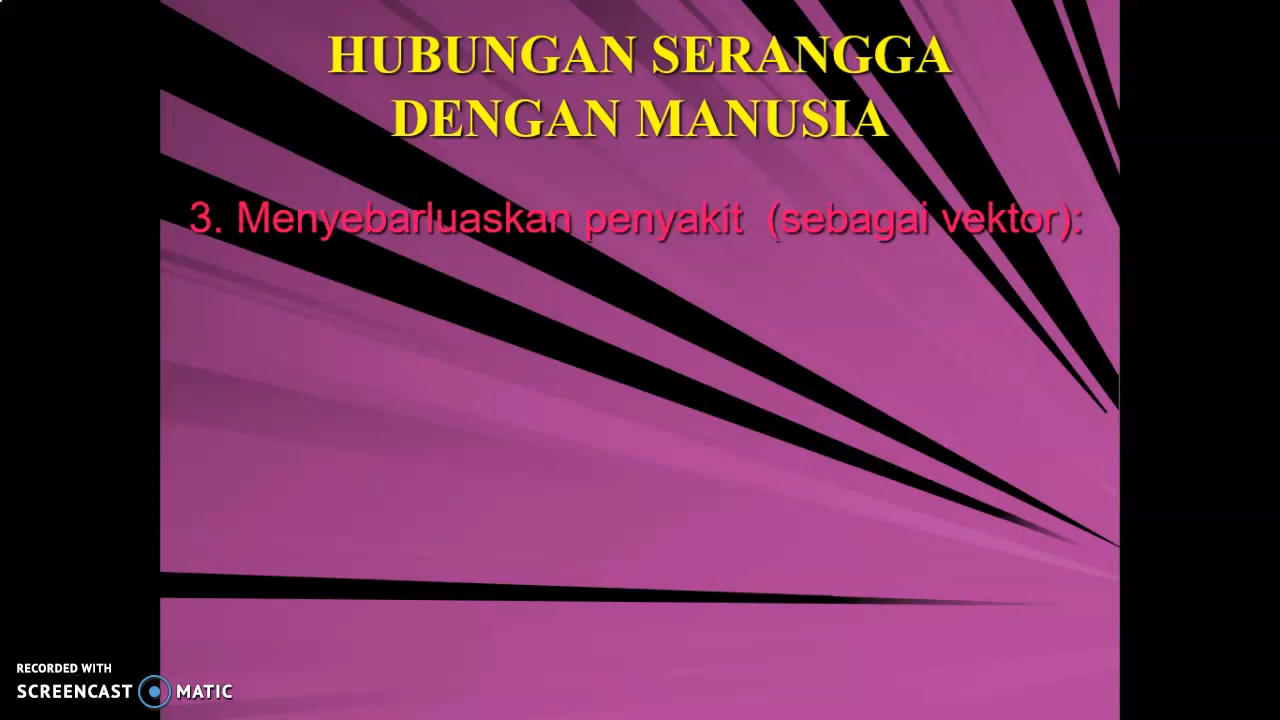 HUBUNGAN SERANGGA
DENGAN MANUSIA
3. Menyebarluaskan penyakit (sebagai vektor):
RECORDED WITH
SCREENCAST MATIC